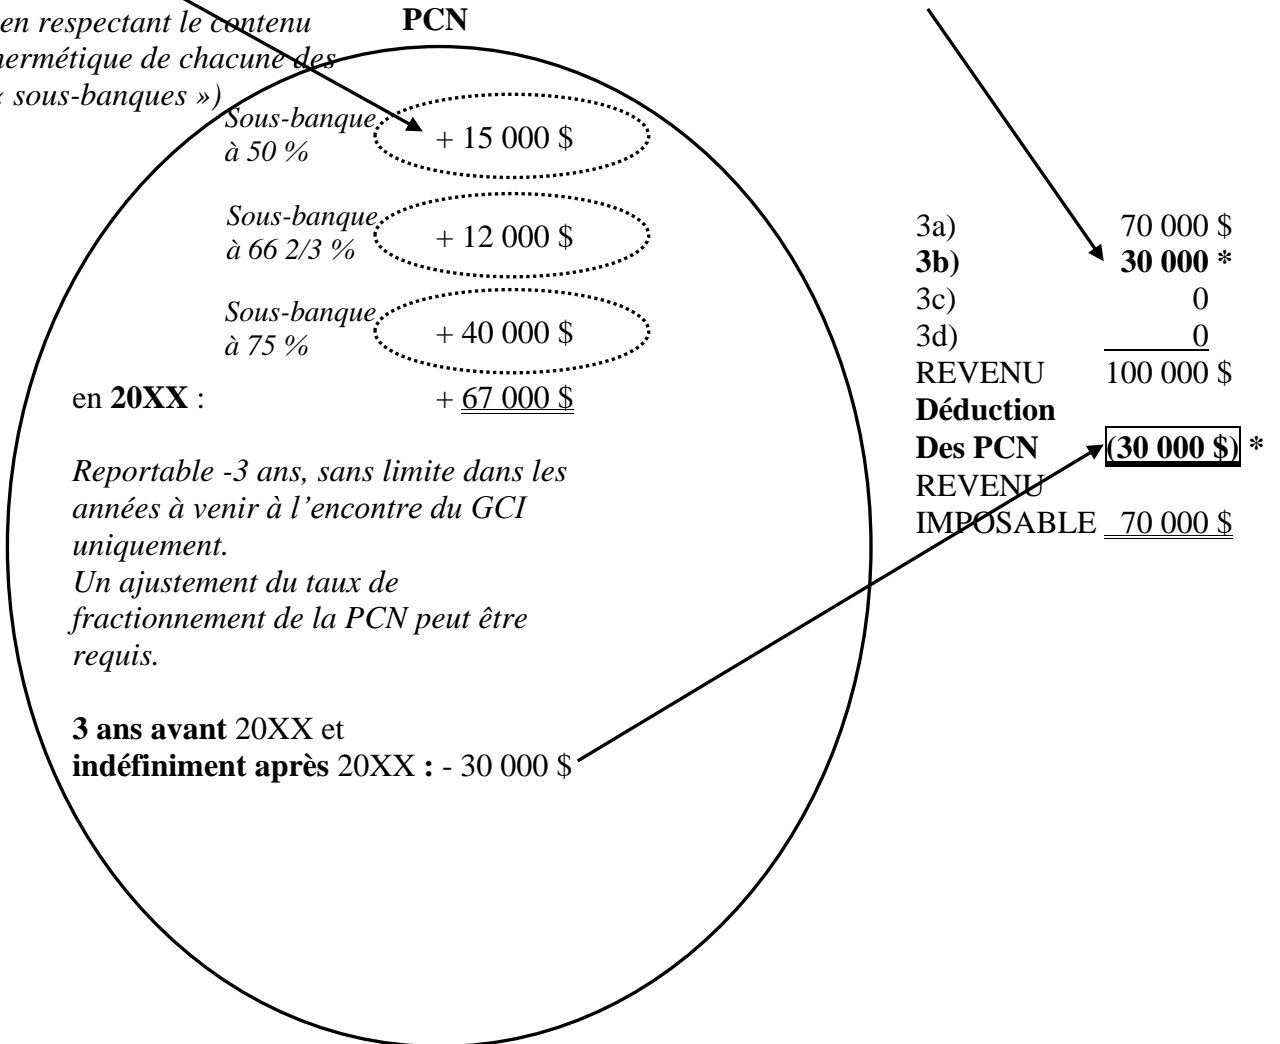 en respectant le contenu
hermétique de chacune des
« sous-banques »)
PCN
Sous-banque
à 50 %
+ 15 000 $
Sous-banque
à 66 2/3 %
+ 12 000 $
Sous-banque
à 75 %
+ 40 000 $
en 20XX :
+ 67 000 $
Reportable -3 ans, sans limite dans les
années à venir à l’encontre du GCI
uniquement.
Un ajustement du taux de
fractionnement de la PCN peut être
requis.
3 ans avant 20XX et
indéfiniment après 20XX : - 30 000 $
3a) 70 000 $
3b) 30 000 *
3c) 0
3d) 0
REVENU 100 000 $
Déduction
Des PCN (30 000 $) *
REVENU
IMPOSABLE 70 000 $